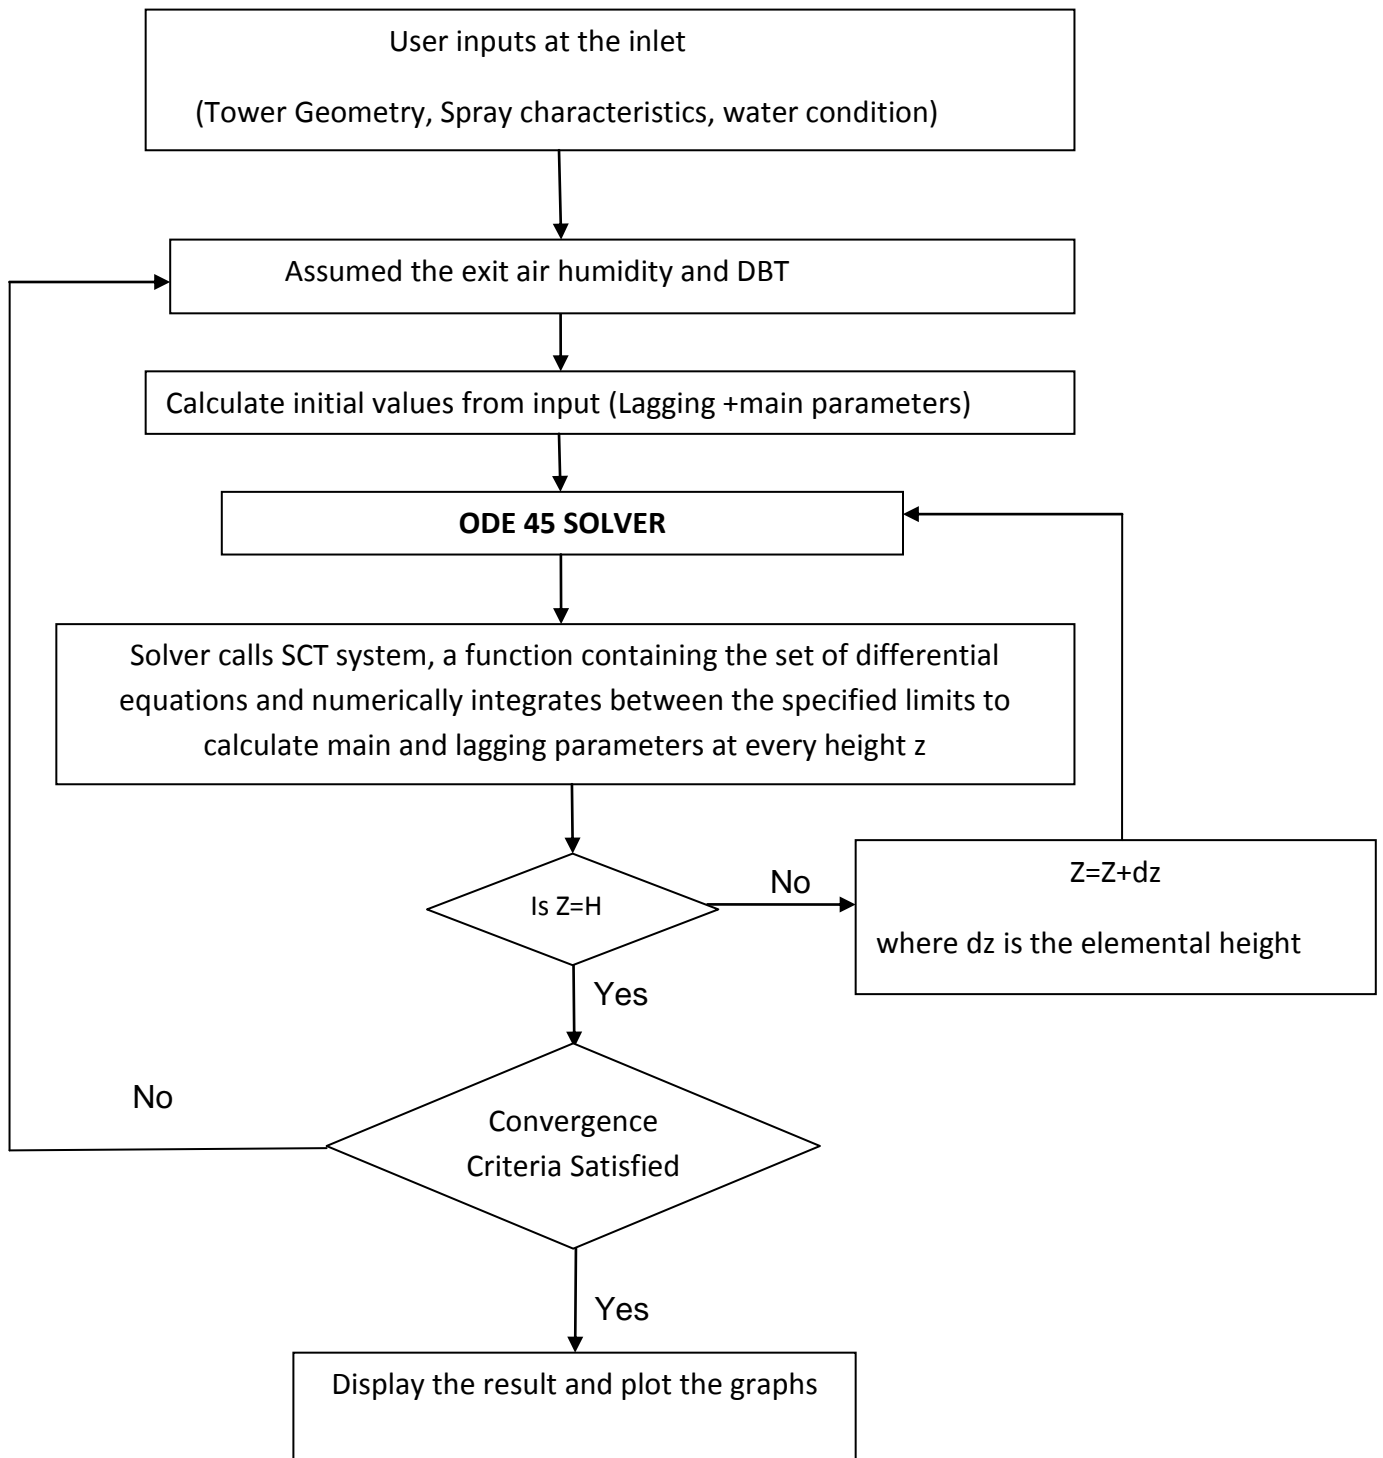 User inputs at the inlet
(Tower Geometry, Spray characteristics, water condition)
Assumed the exit air humidity and DBT
Calculate initial values from input (Lagging +main parameters)
ODE 45 SOLVER
Solver calls SCT system, a function containing the set of differential
equations and numerically integrates between the specified limits to
calculate main and lagging parameters at every height z
Is Z=H
No
Z=Z+dz
where dz is the elemental height
Yes
No
Convergence
Criteria Satisfied
Yes
Display the result and plot the graphs